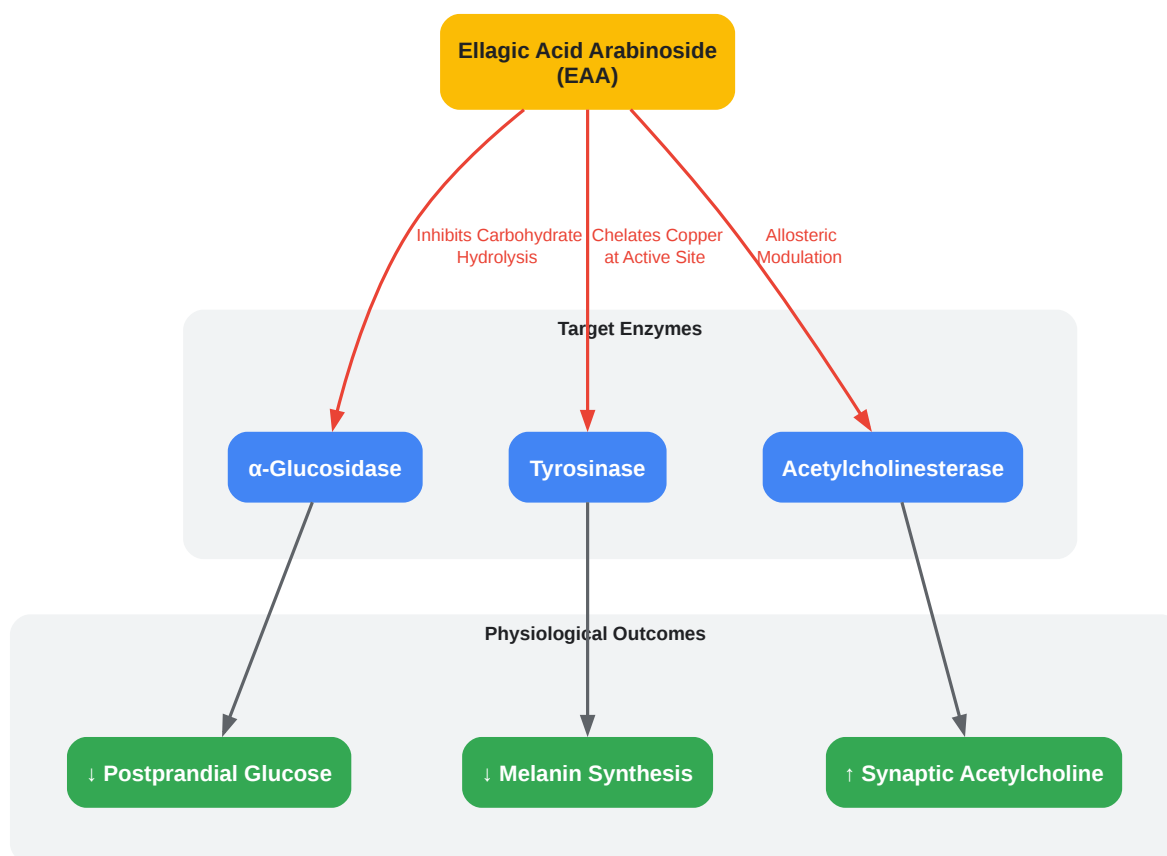 Ellagic Acid Arabinoside
(EAA)
Inhibits Carbohydrate
Hydrolysis
Chelates Copper
at Active Site
Allosteric
Modulation
Target Enzymes
α-Glucosidase
Tyrosinase
Acetylcholinesterase
Physiological Outcomes
↓ Postprandial Glucose
↓ Melanin Synthesis
↑ Synaptic Acetylcholine